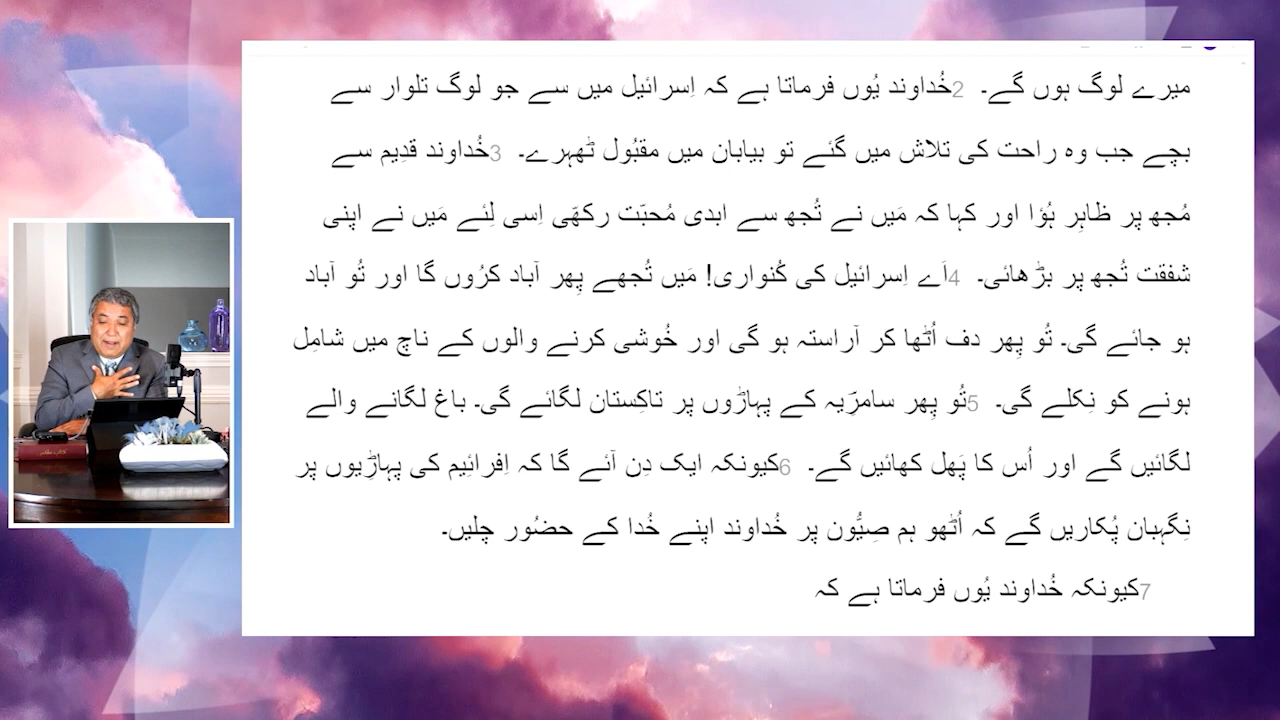 میرے لوگ ہوں گے۔ 2خُداوند یُوں فرماتا ہے کہ اِسرائیل میں سے جو لوگ تلوار سے
بچے جب وہ راحت کی تلاش میں گئے تو بیابان میں مقبُول ٹھہرے۔ 3خُداوند قدِیم سے
مُجھ پر ظاہِر ہُؤا اور کہا کہ مَیں نے تُجھ سے ابدی مُحبّت رکھّی اِسی لِئے مَیں نے اپنی
شفقت تُجھ پر بڑھائی۔ 4اَے اِسرائیل کی کُنواری! مَیں تُجھے پِھر آباد کرُوں گا اور تُو آباد
ہو جائے گی۔ تُو پِھر دف اُٹھا کر آراستہ ہو گی اور خُوشی کرنے والوں کے ناچ میں شامِل
ہونے کو نِکلے گی۔ 5تُو پِھر سامرؔیہ کے پہاڑوں پر تاکِستان لگائے گی۔ باغ لگانے والے
لگائیں گے اور اُس کا پَھل کھائیں گے۔ 6کیونکہ ایک دِن آئے گا کہ اِفرائِیم کی پہاڑِیوں پر
نِگہبان پُکاریں گے کہ اُٹھو ہم صِیُّون پر خُداوند اپنے خُدا کے حضُور چلیں۔
7کیونکہ خُداوند یُوں فرماتا ہے کہ
کتاب مقدس